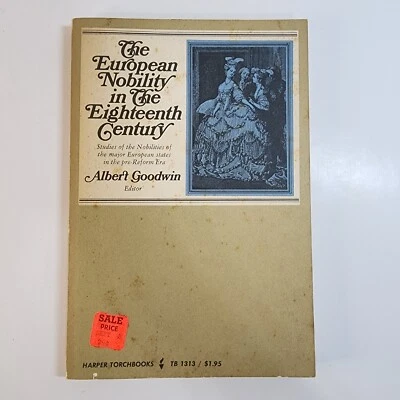 The
European
Nobility
in The
Eighteenth
Century
Studies of the Nobilities of
the major European states
in the pre-Reform Era
Albert Goodwin
Editor
SALE
PRICE
HARPER TORCHBOOKS TB 1313 / $1.95